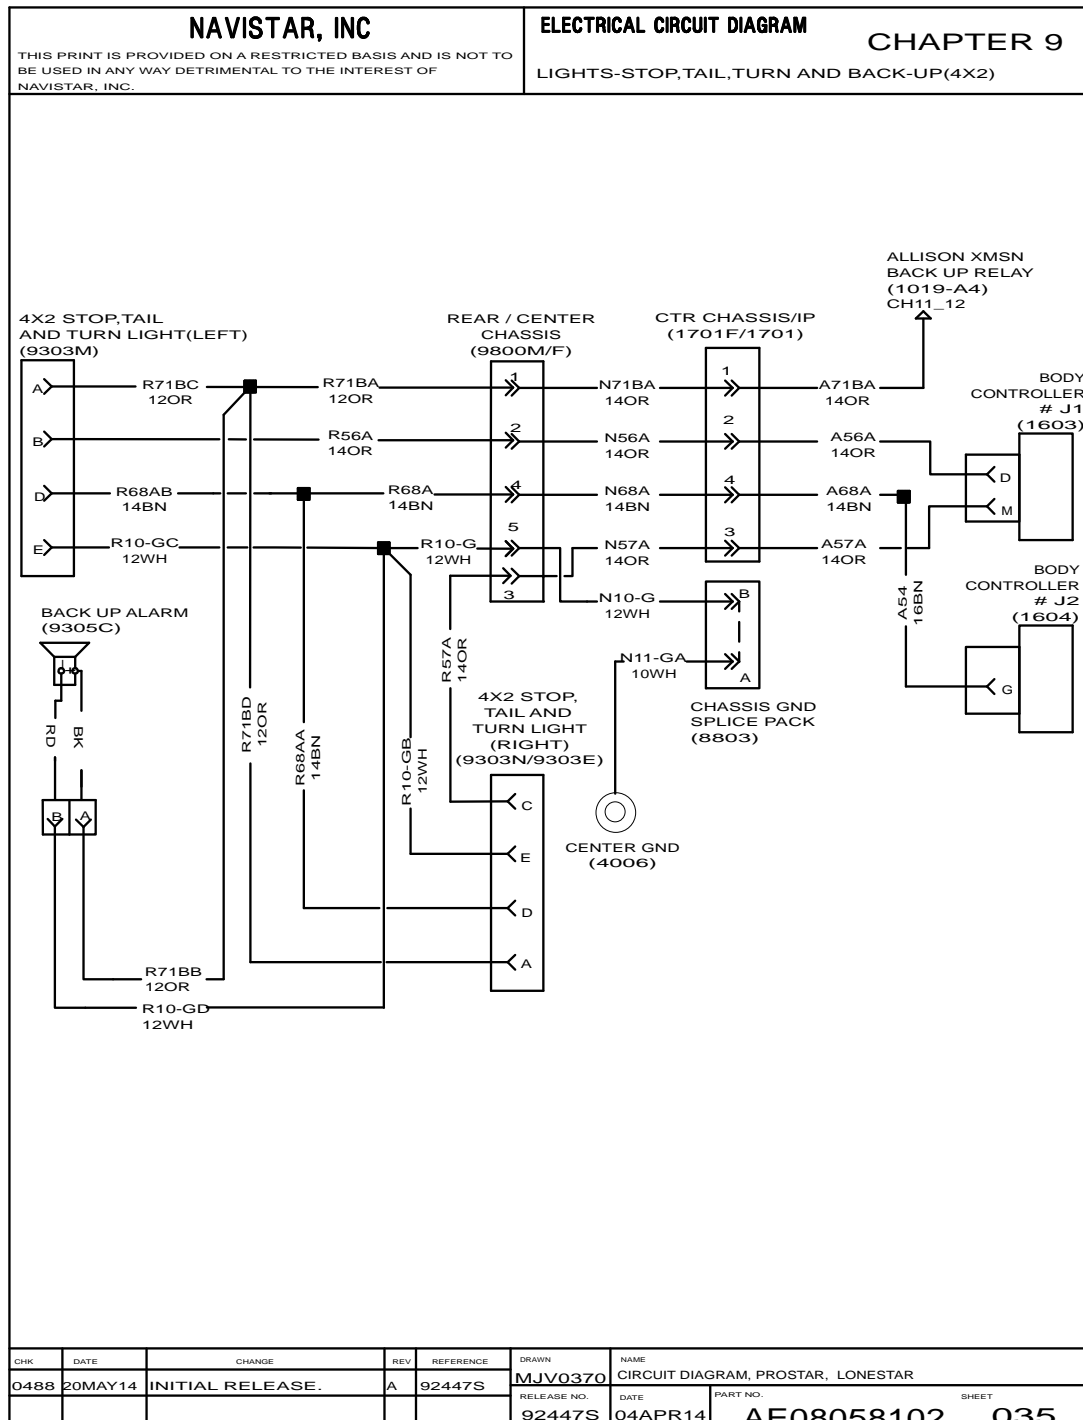 NAVISTAR, INC
THIS PRINT IS PROVIDED ON A RESTRICTED BASIS AND IS NOT TO
BE USED IN ANY WAY DETRIMENTAL TO THE INTEREST OF
NAVISTAR, INC.
ELECTRICAL CIRCUIT DIAGRAM
CHAPTER 9
LIGHTS-STOP,TAIL,TURN AND BACK-UP(4X2)
ALLISON XMSN
BACK UP RELAY
(1019-A4)
CH11_12
4X2 STOP,TAIL
AND TURN LIGHT(LEFT)
(9303M)
REAR / CENTER
CHASSIS
(9800M/F)
CTR CHASSIS/IP
(1701F/1701)
BODY
CONTROLLER
# J1
(1603)
A
R71BC
12OR
R71BA
12OR
1
N71BA
14OR
1
A71BA
14OR
B
R56A
14OR
2
N56A
14OR
2
A56A
14OR
D
D
R68AB
14BN
R68A
14BN
4
N68A
14BN
4
A68A
14BN
M
E
R10-GC
12WH
R10-G
12WH
5
N57A
14OR
3
A57A
14OR
3
N10-G
12WH
B
A54
16BN
BODY
CONTROLLER
# J2
(1604)
G
BACK UP ALARM
(9305C)
R57A
14OR
N11-GA
10WH
A
CHASSIS GND
SPLICE PACK
(8803)
RD
BK
R71BD
12OR
R68AA
14BN
R10-GB
12WH
4X2 STOP,
TAIL AND
TURN LIGHT
(RIGHT)
(9303N/9303E)
B
A
C
E
D
A
CENTER GND
(4006)
R71BB
12OR
R10-GD
12WH
CHK
DATE
CHANGE
REV
REFERENCE
DRAWN
NAME
0488
20MAY14
INITIAL RELEASE.
A
92447S
MJV0370
CIRCUIT DIAGRAM, PROSTAR, LONESTAR
RELEASE NO.
DATE
PART NO.
SHEET
92447S
04APR14
AE08058102
035